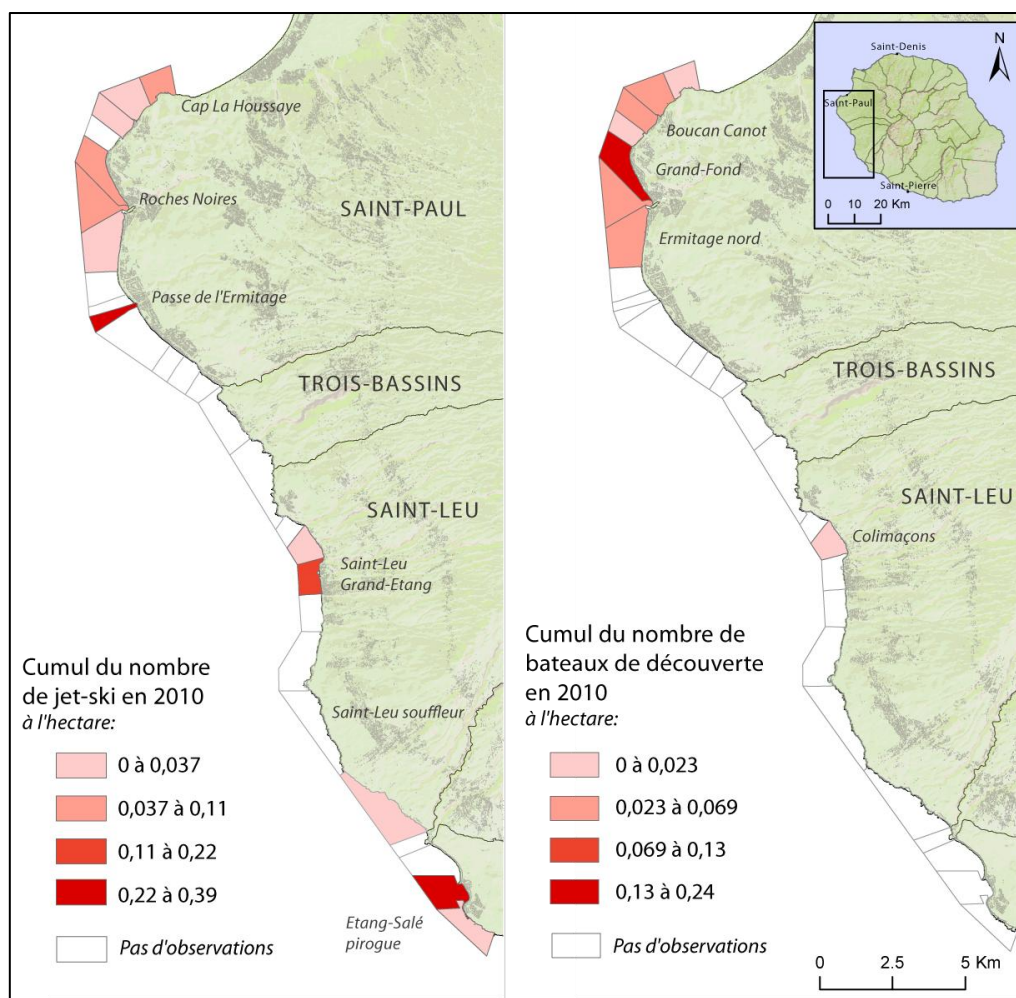 Cap La Houssaye
Roches Noires
SAINT-PAUL
Passe de l'Ermitage
TROIS-BASSINS
SAINT-LEU
Saint-Leu
Grand-Etang
Cumul du nombre
de jet-ski en 2010
à l'hectare:
Saint-Leu souffleur
0 à 0,037
0,037 à 0,11
0,11 à 0,22
0,22 à 0,39
Pas d'observations
Etang-Salé
pirogue
Saint-Denis
N
Saint-Paul
Saint-Pierre
0 10 20 Km
Boucan Canot
Grand-Fond
Ermitage nord
TROIS-BASSINS
SAINT-LEU
Colimaçons
Cumul du nombre de
bateaux de découverte
en 2010
à l'hectare:
0 à 0,023
0,023 à 0,069
0,069 à 0,13
0,13 à 0,24
Pas d'observations
0 2.5 5 Km